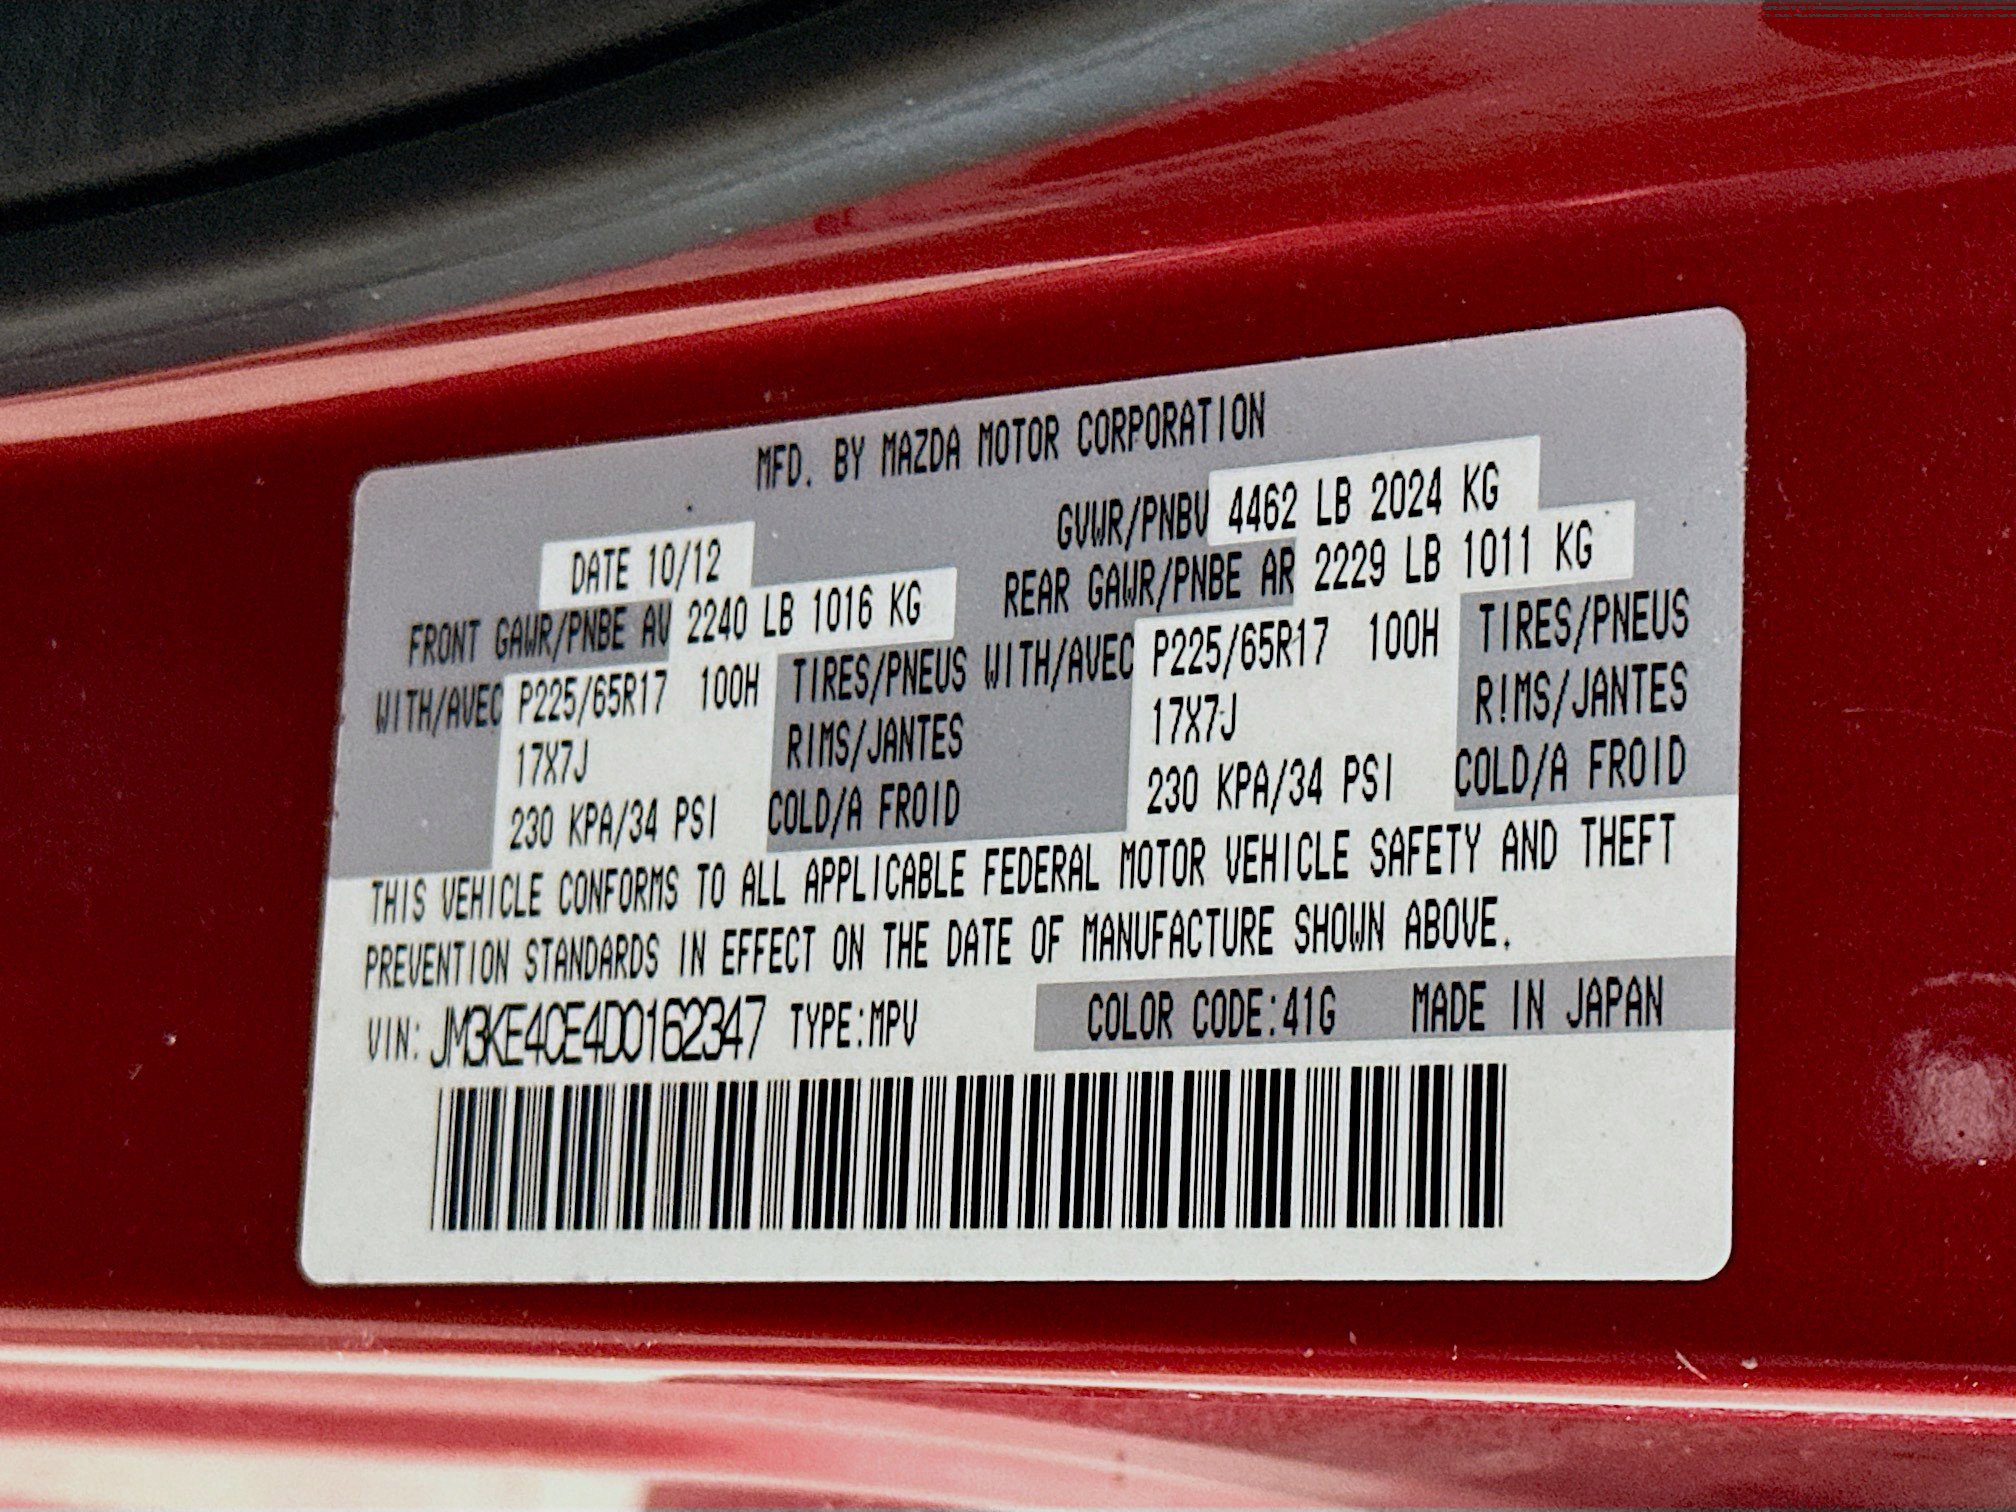 MFD. BY MAZDA MOTOR CORPORATION
DATE 10/12 GVWR/PNBV 4462 LB 2024 KG
FRONT GAWR/PNBE AV 2240 LB 1016 KG REAR GAWR/PNBE AR 2229 LB 1011 KG
WITH/AVEC P225/65R17 100H TIRES/PNEUS WITH/AVEC P225/65R17 100H TIRES/PNEUS
17X7J RIMS/JANTES 17X7J RIMS/JANTES
230 KPA/34 PSI COLD/A FROID 230 KPA/34 PSI COLD/A FROID
THIS VEHICLE CONFORMS TO ALL APPLICABLE FEDERAL MOTOR VEHICLE SAFETY AND THEFT
PREVENTION STANDARDS IN EFFECT ON THE DATE OF MANUFACTURE SHOWN ABOVE.
VIN: JM3KE4CE4D0162347 TYPE:MPV COLOR CODE:41G MADE IN JAPAN